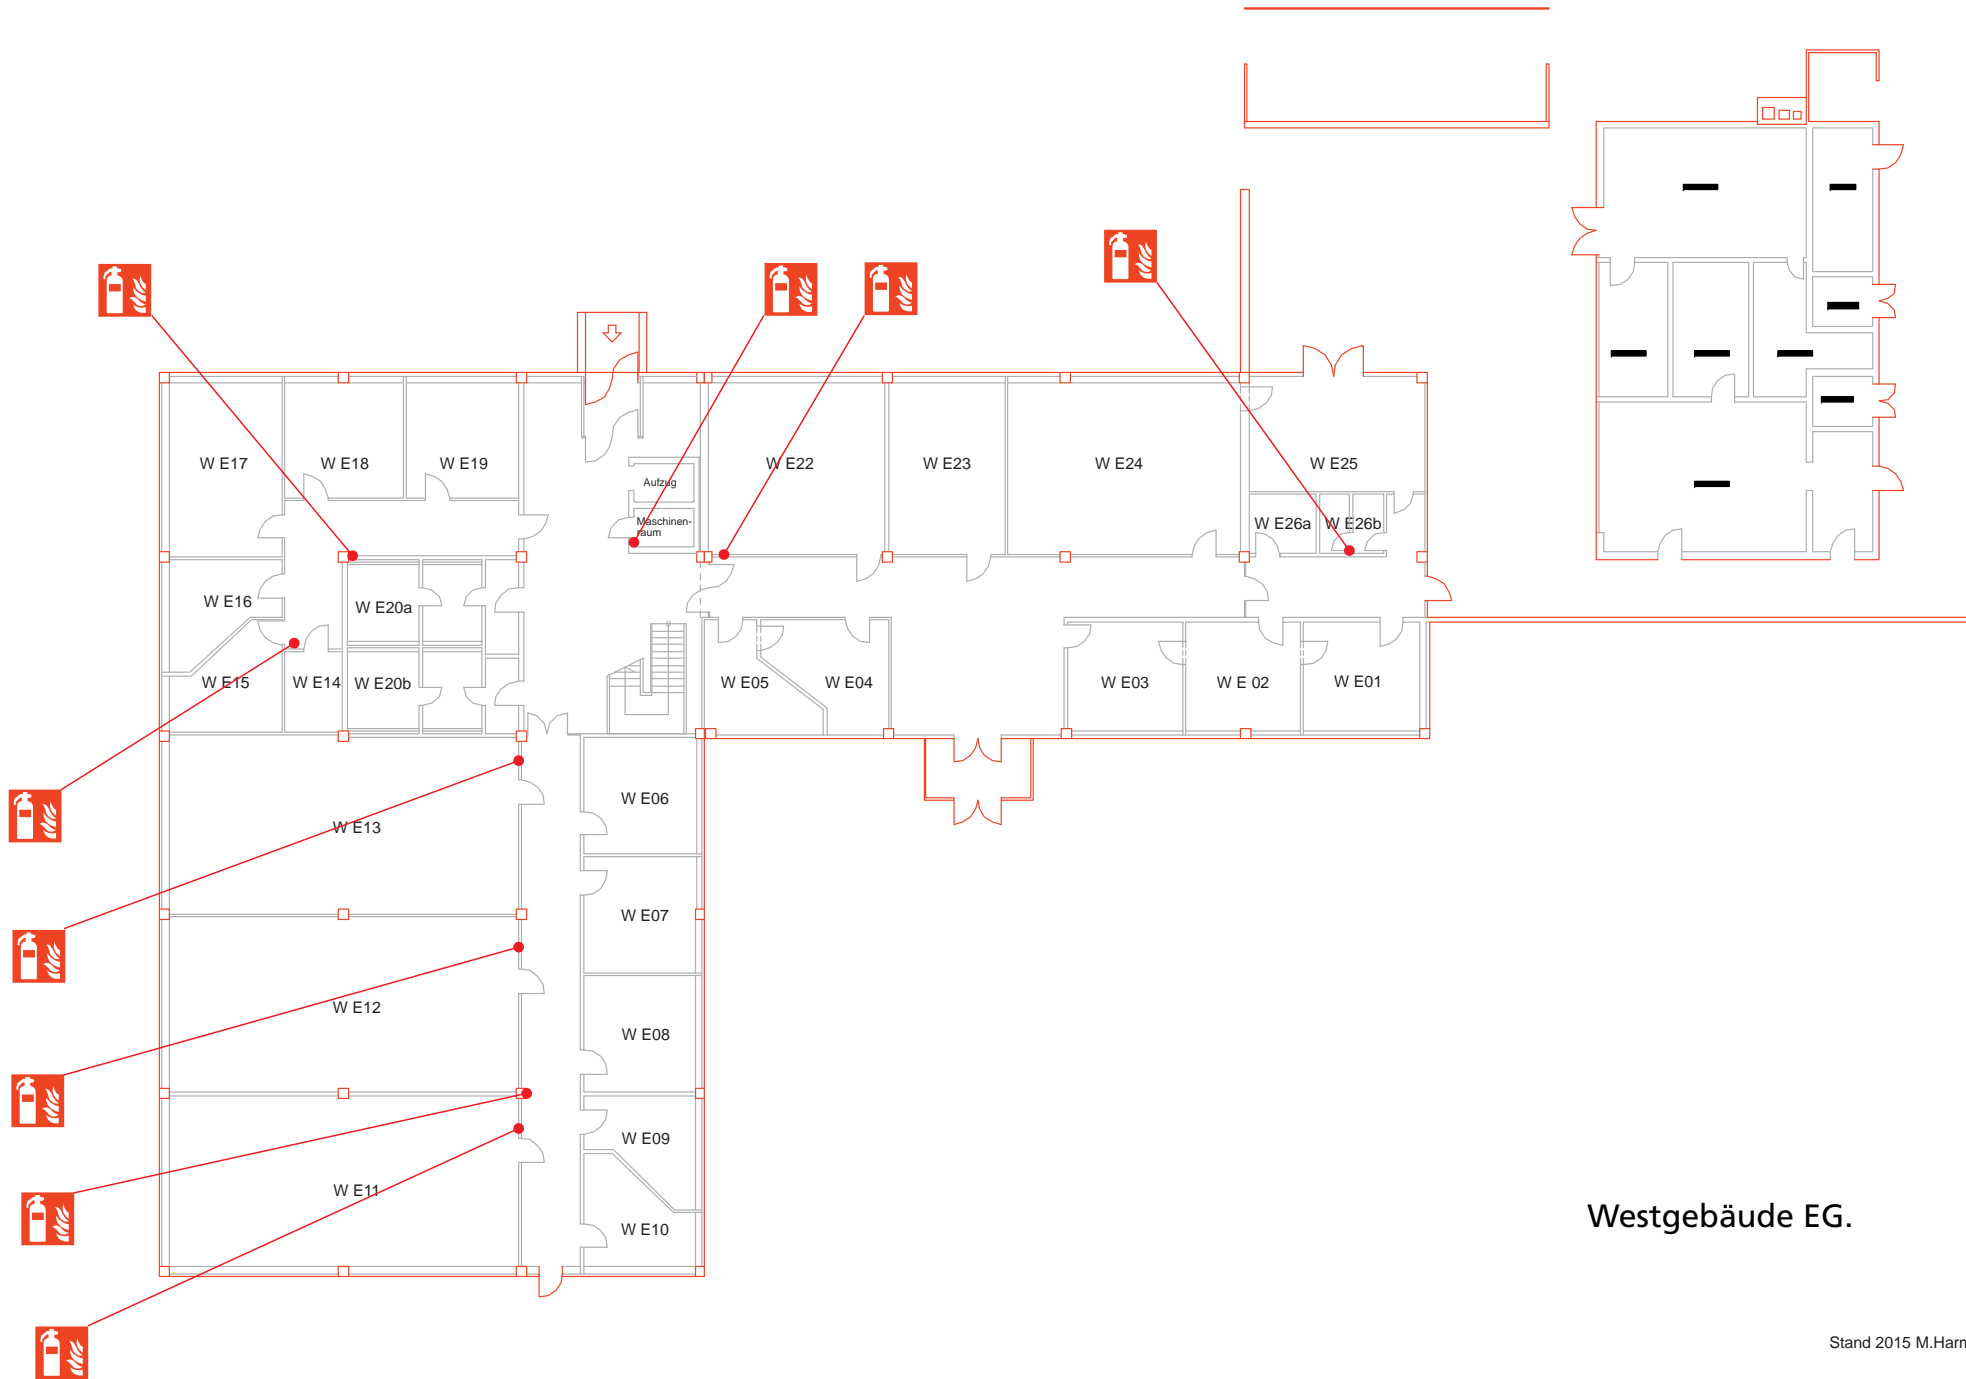 W E17
W E18
W E19
Aufzug
Maschinen-
raum
W E22
W E23
W E24
W E25
W E26a
W E26b
W E16
W E20a
W E15
W E14
W E20b
W E05
W E04
W E03
W E 02
W E01
W E13
W E06
W E07
W E12
W E08
W E11
W E09
W E10
Westgebäude EG.
Stand 2015 M.Harm